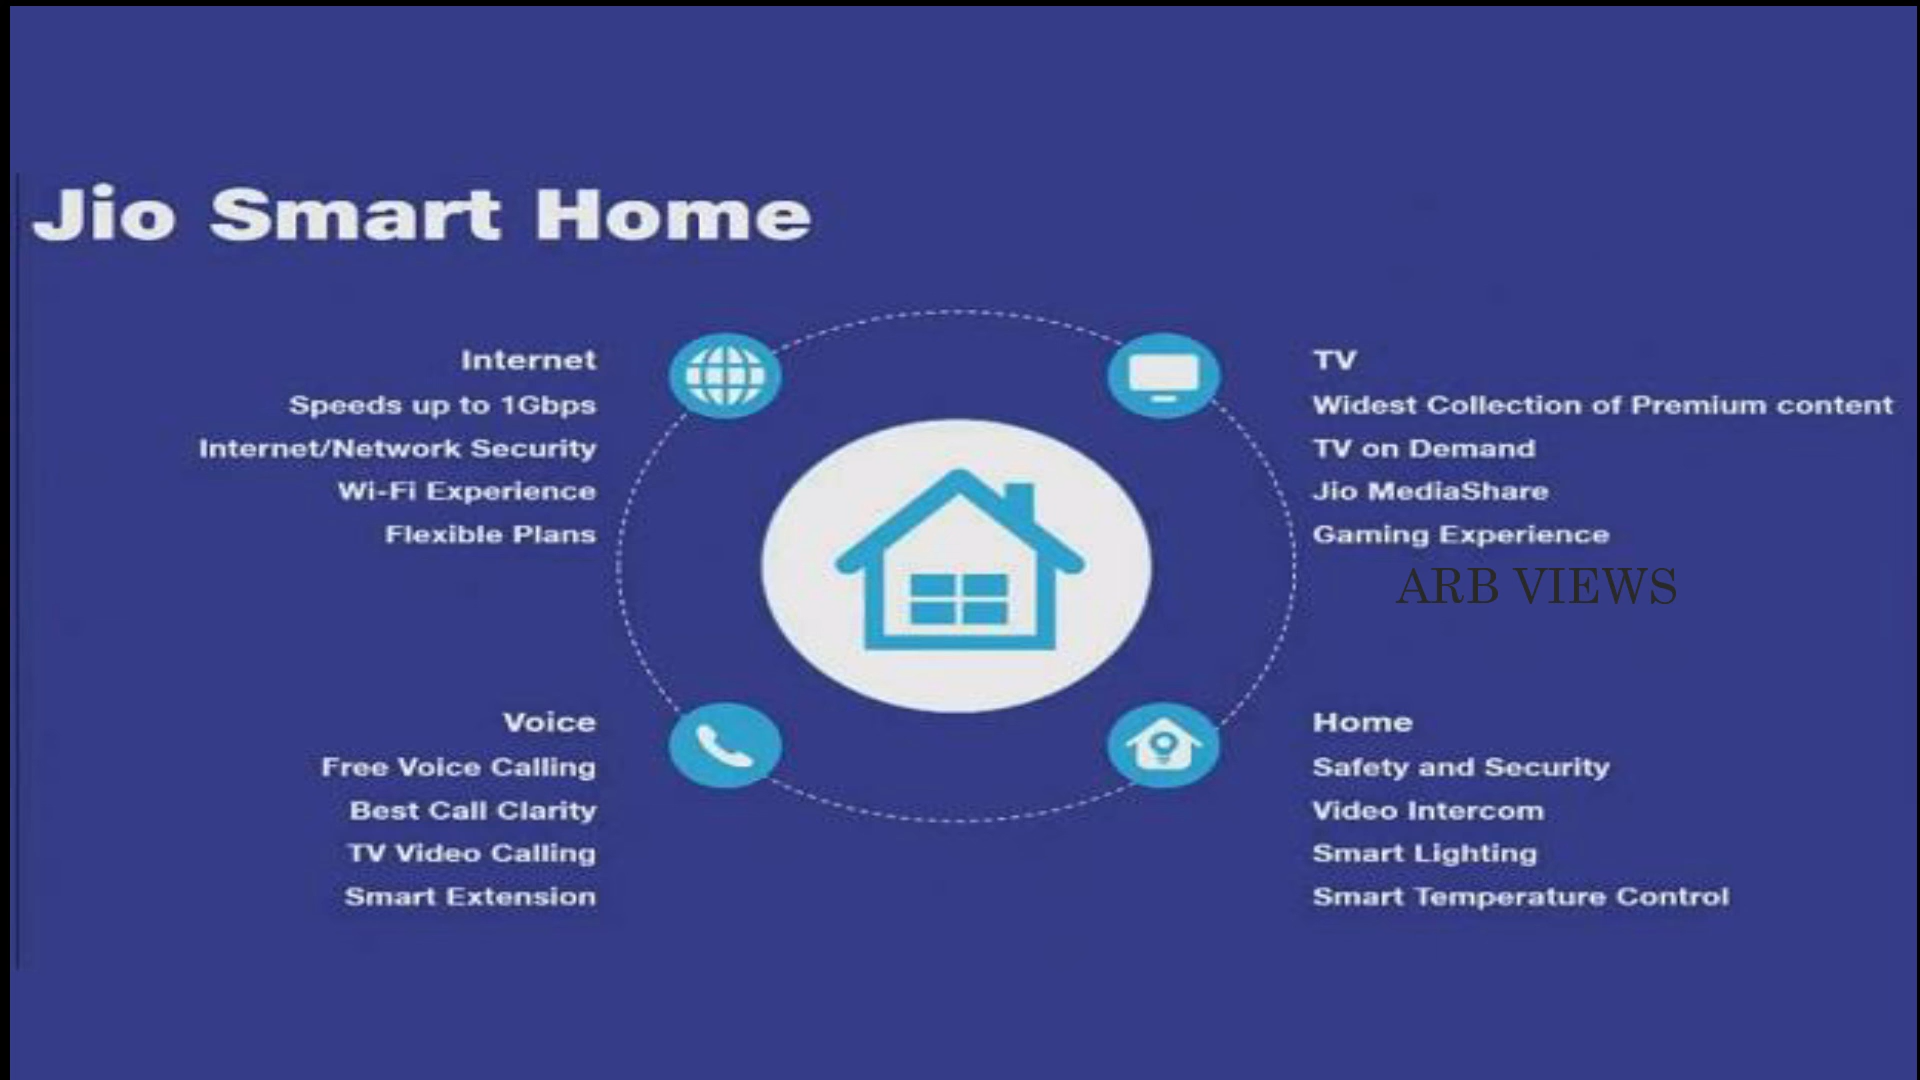 Jio Smart Home
Internet
Speeds up to 1Gbps
Internet/Network Security
Wi-Fi Experience
Flexible Plans
TV
Widest Collection of Premium content
TV on Demand
Jio MediaShare
Gaming Experience
ARB VIEWS
Voice
Free Voice Calling
Best Call Clarity
TV Video Calling
Smart Extension
Home
Safety and Security
Video Intercom
Smart Lighting
Smart Temperature Control